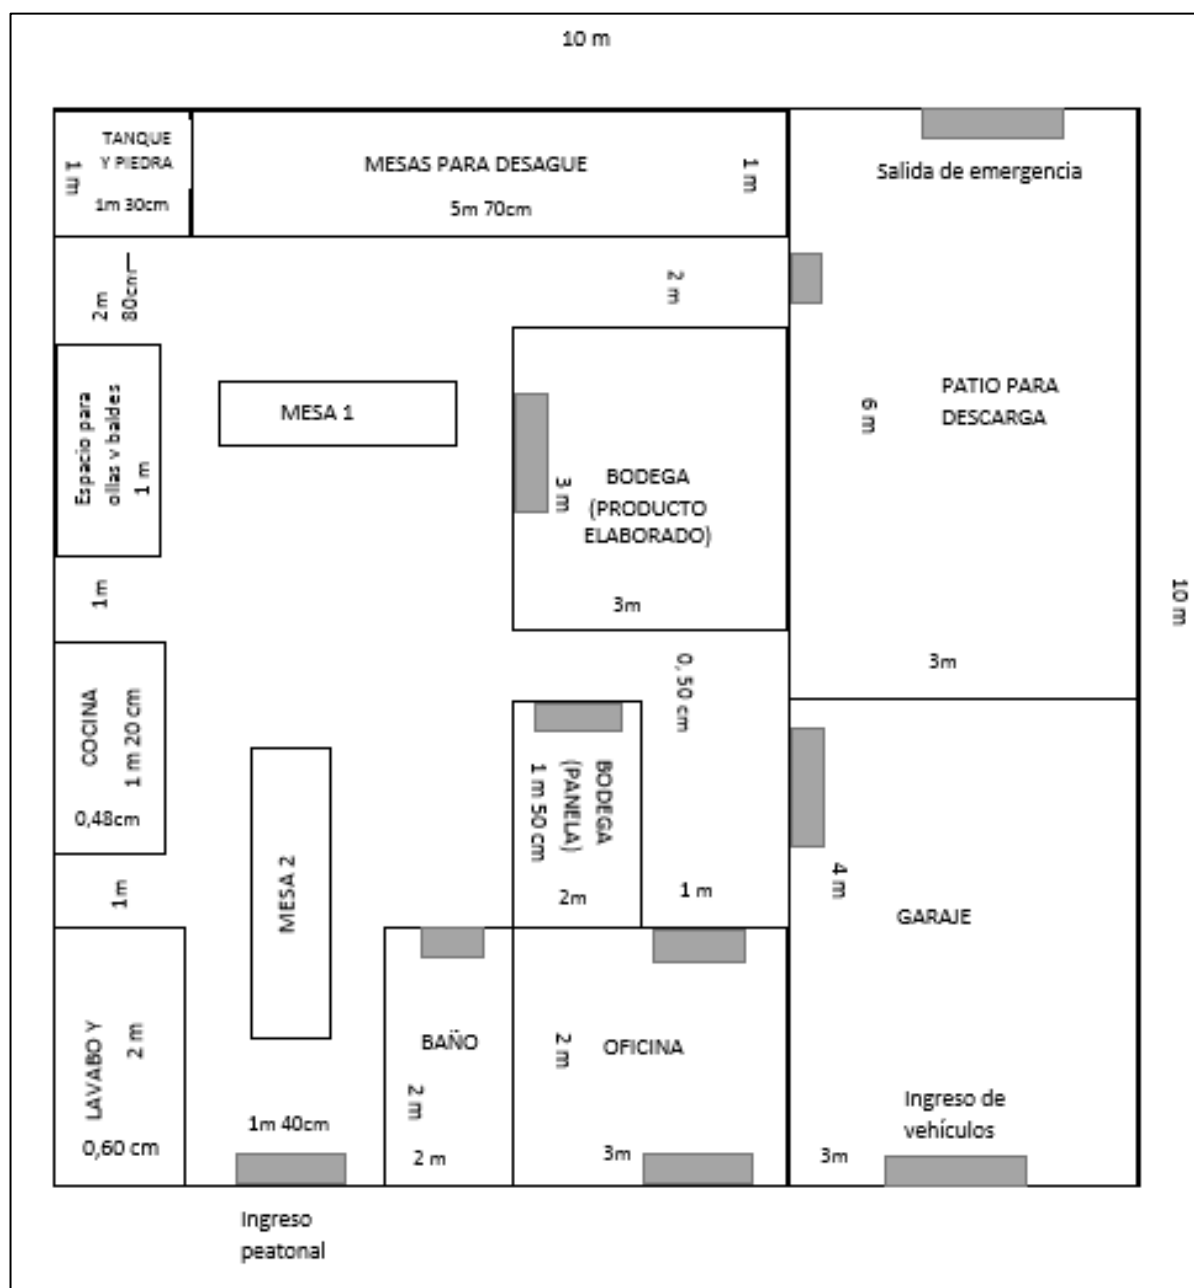 10 m
TANQUE
Y PIEDRA
1 m
1m 30cm
MESAS PARA DESAGUE
5m 70cm
1 m
Salida de emergencia
2m
80cm
2 m
Espacio para
ollas y baldes
1 m
MESA 1
3 m
BODEGA
(PRODUCTO
ELABORADO)
3m
6 m
PATIO PARA
DESCARGA
3m
10 m
1m
COCINA
1 m 20 cm
0,48cm
0, 50 cm
BODEGA
(PANELA)
1 m 50 cm
2m
1 m
1m
MESA 2
4 m
GARAJE
LAVABO Y
2 m
0,60 cm
1m 40cm
BAÑO
2 m
2 m
2 m
OFICINA
3m
Ingreso de
vehículos
3m
Ingreso
peatonal